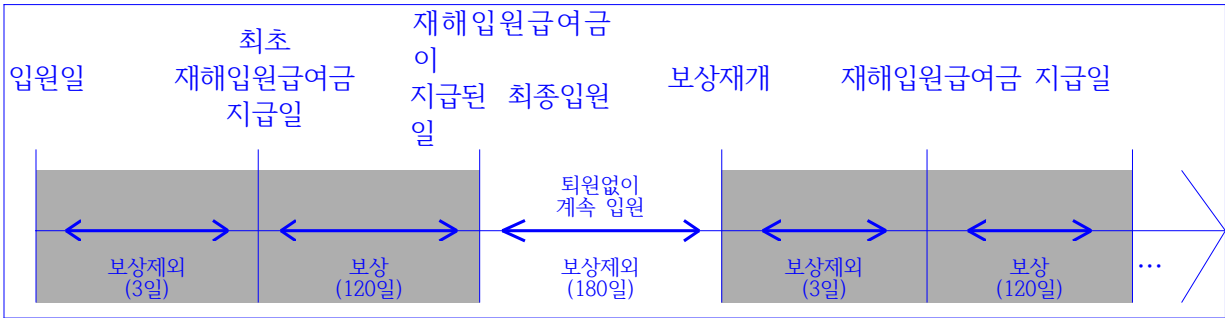 입원일
최초
재해입원급여금
지급일
재해입원급여금
이
지급된 최종입원
일
보상재개
재해입원급여금 지급일
퇴원없이
계속 입원
보상제외
(3일)
보상
(120일)
보상제외
(180일)
보상제외
(3일)
보상
(120일)
…